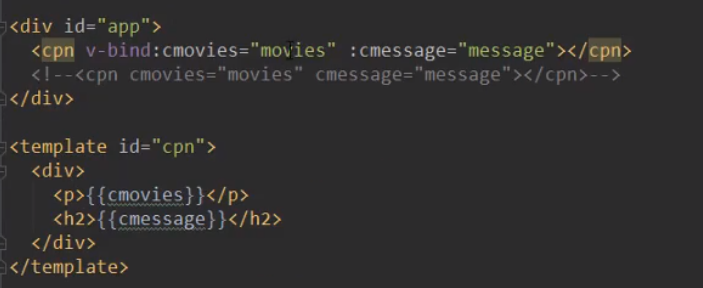 <div id="app">
<cpn v-bind:cmovies="movies" :cmessage="message"></cpn>
<!--<cpn cmovies="movies" cmessage="message"></cpn>-->
</div>
<template id="cpn">
<div>
<p>{{cmovies}}</p>
<h2>{{cmessage}}</h2>
</div>
</template>